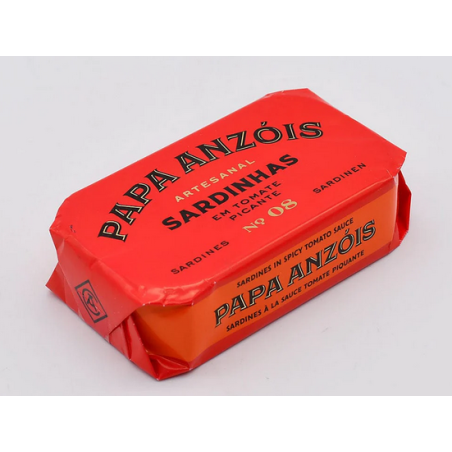 PAPA ANZÓIS
ARTESANAL
SARDINHAS
EM TOMATE
PICANTE
Nº 08
SARDINES
SARDINEN
SARDINES IN SPICY TOMATO SAUCE
PAPA ANZÓIS
SARDINES À LA SAUCE TOMATE PIQUANTE